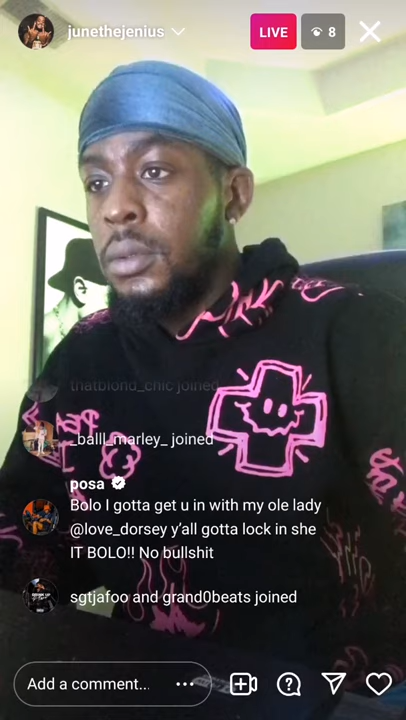 junethejenius
LIVE
8
thatblond_chic joined
_balll_marley_ joined
posa
Bolo I gotta get u in with my ole lady
@love_dorsey y'all gotta lock in she
IT BOLO!! No bullshit
sgtjafoo and grand0beats joined
Add a comment...